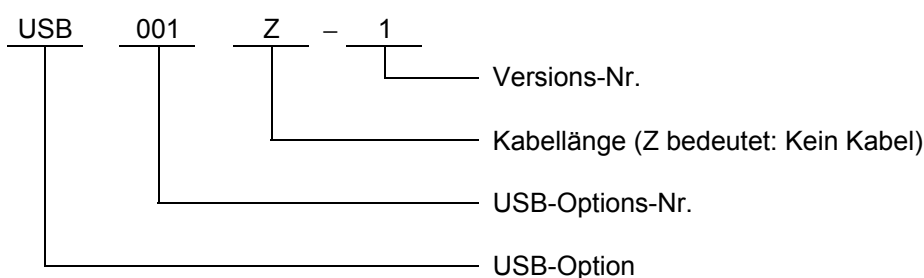 USB 001 Z – 1
Versions-Nr.
Kabellänge (Z bedeutet: Kein Kabel)
USB-Options-Nr.
USB-Option